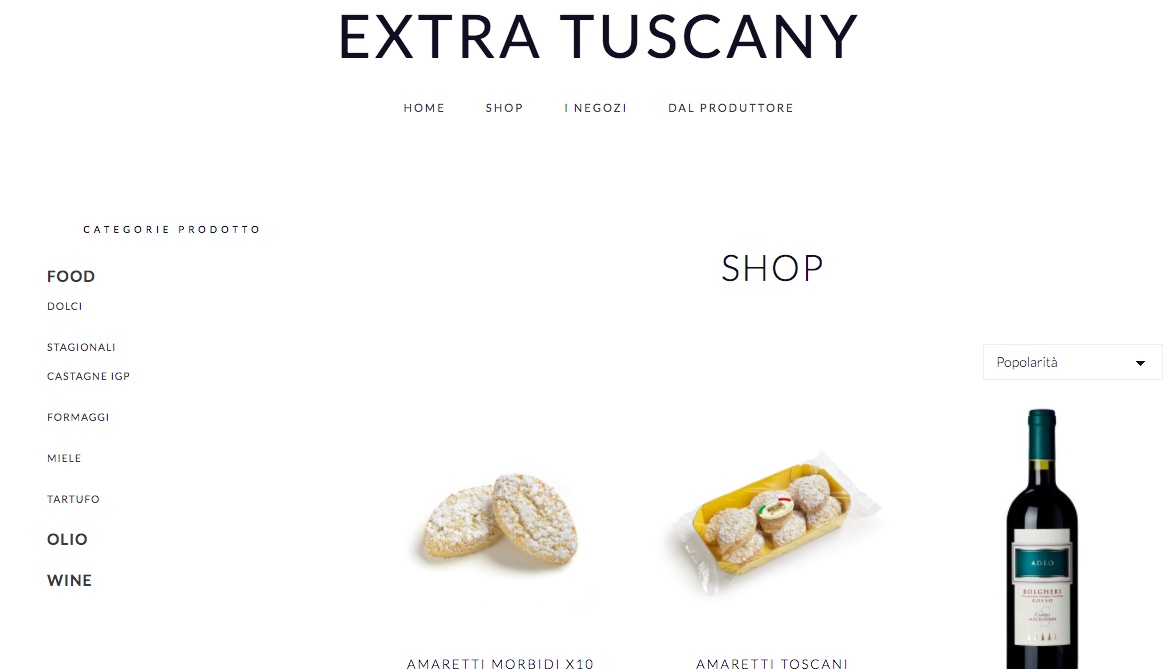 EXTRA TUSCANY
HOME SHOP I NEGOZI DAL PRODUTTORE
CATEGORIE PRODOTTO
FOOD
DOLCI
STAGIONALI
CASTAGNE IGP
FORMAGGI
MIELE
TARTUFO
OLIO
WINE
SHOP
Popolarità
ADEO
BOLGHERI
ROSSO
AMARETTI MORBIDI X10
AMARETTI TOSCANI